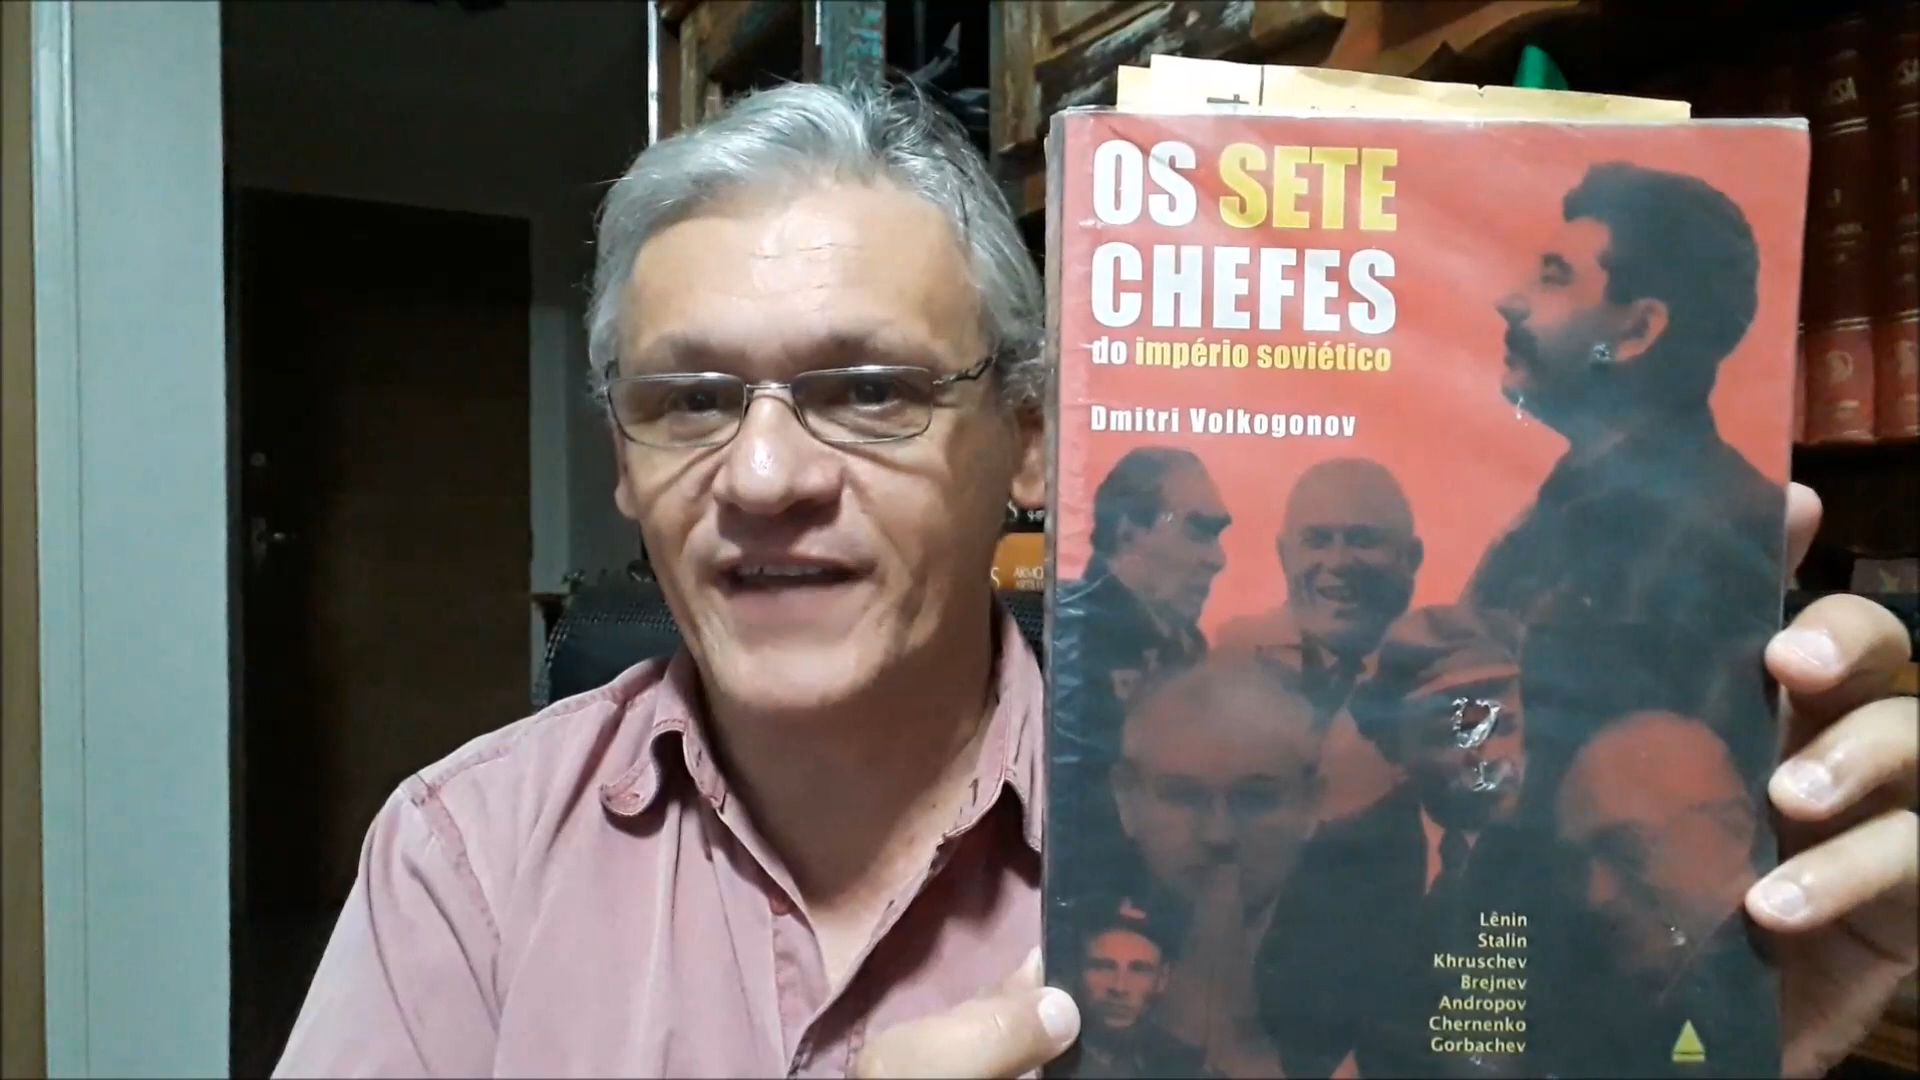 OS SETE
CHEFES
do império soviético
Dmitri Volkogonov
Lênin
Stalin
Khruschev
Brejnev
Andropov
Chernenko
Gorbachev